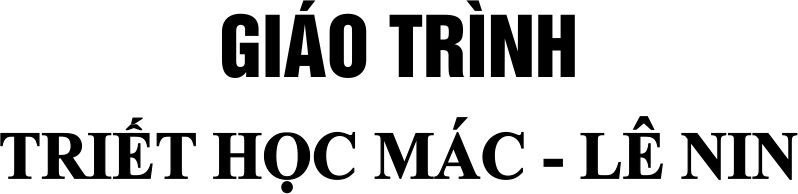 GIÁO TRÌNH
TRIẾT HỌC MÁC - LÊ NIN